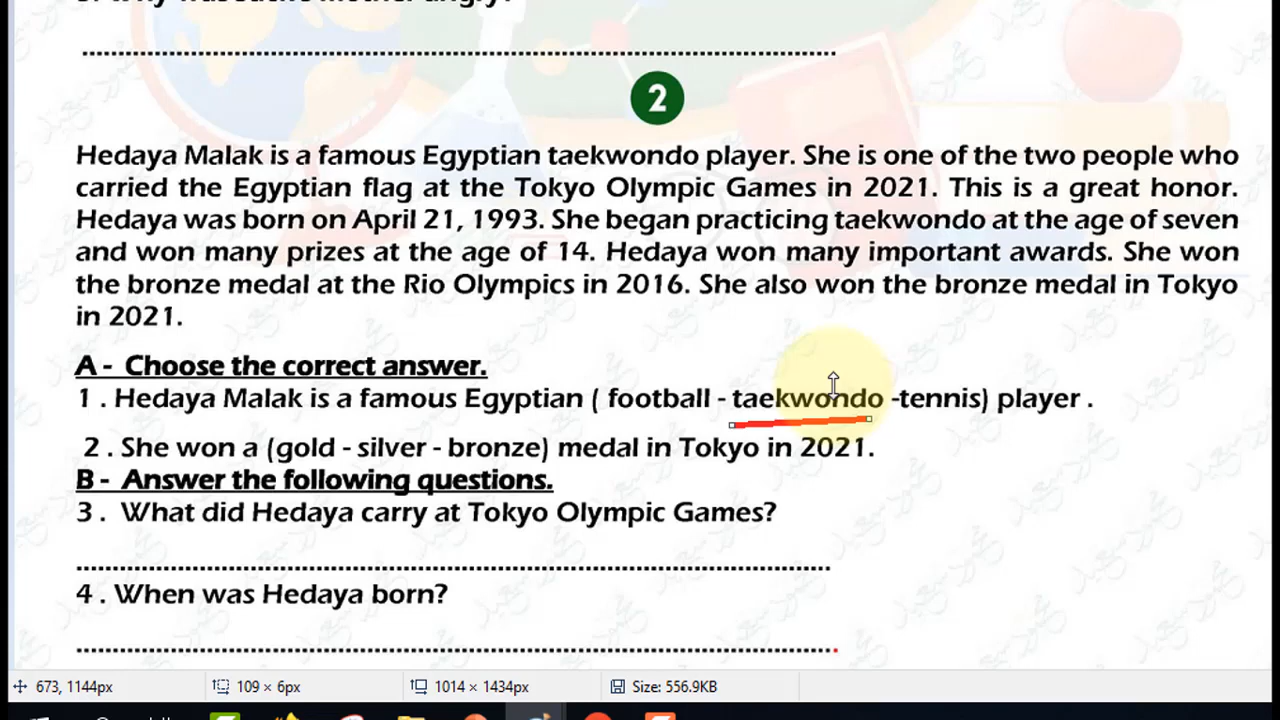 ..........................................................................................
2
Hedaya Malak is a famous Egyptian taekwondo player. She is one of the two people who
carried the Egyptian flag at the Tokyo Olympic Games in 2021. This is a great honor.
Hedaya was born on April 21, 1993. She began practicing taekwondo at the age of seven
and won many prizes at the age of 14. Hedaya won many important awards. She won
the bronze medal at the Rio Olympics in 2016. She also won the bronze medal in Tokyo
in 2021.
A - Choose the correct answer.
1 . Hedaya Malak is a famous Egyptian ( football - taekwondo -tennis) player .
2 . She won a (gold - silver - bronze) medal in Tokyo in 2021.
B - Answer the following questions.
3 . What did Hedaya carry at Tokyo Olympic Games?
..........................................................................................
4 . When was Hedaya born?
...........................................................................................
673, 1144px 109 × 6px 1014 × 1434px Size: 556.9KB